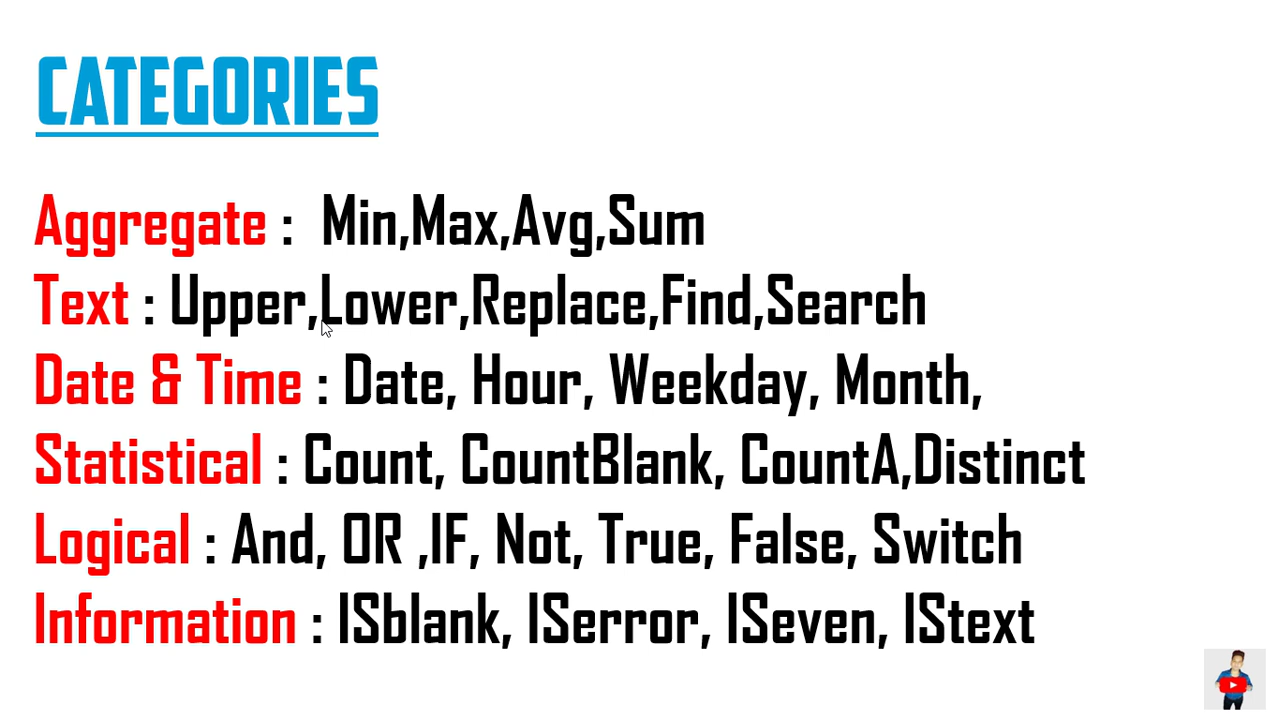 CATEGORIES
Aggregate :  Min,Max,Avg,Sum
Text : Upper,Lower,Replace,Find,Search
Date & Time : Date, Hour, Weekday, Month,
Statistical : Count, CountBlank, CountA,Distinct
Logical : And, OR ,IF, Not, True, False, Switch
Information : ISblank, ISerror, ISeven, IStext